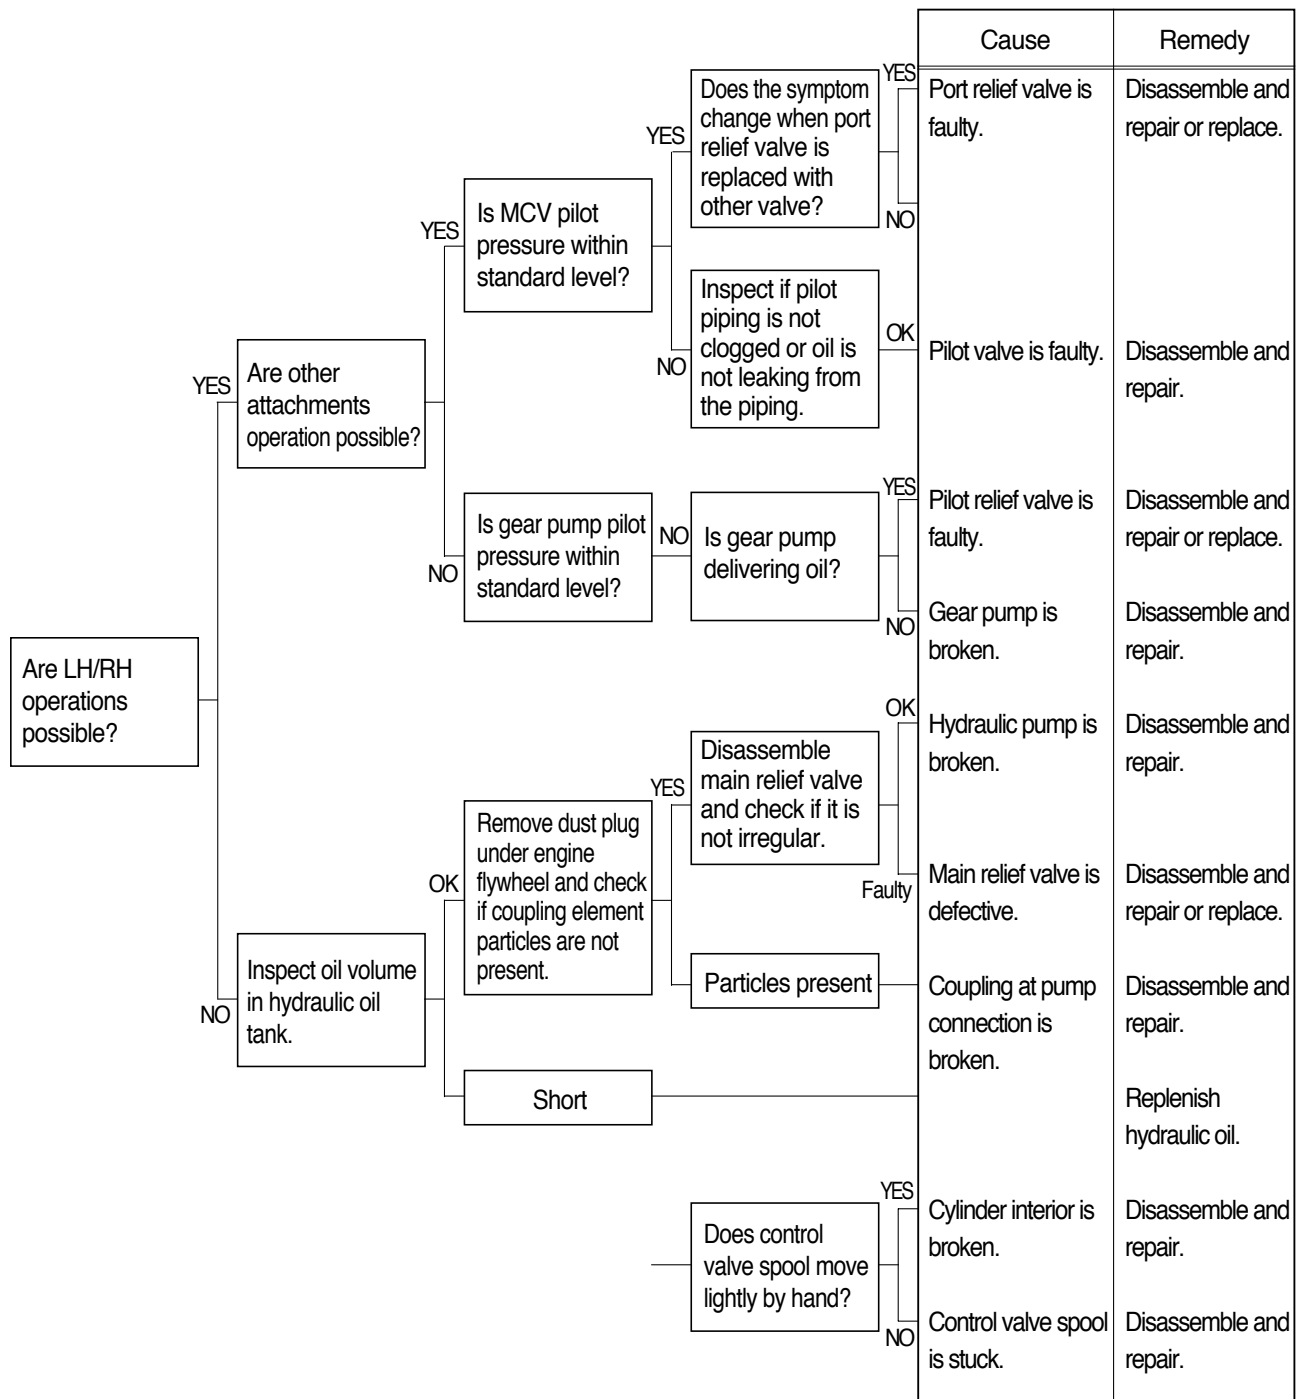 Cause
Remedy
YES
Does the symptom
change when port
relief valve is
replaced with
other valve?
YES
NO
Port relief valve is
faulty.
Disassemble and
repair or replace.
YES
Is MCV pilot
pressure within
standard level?
NO
Inspect if pilot
piping is not
clogged or oil is
not leaking from
the piping.
OK
Pilot valve is faulty.
Disassemble and
repair.
YES
Are other
attachments
operation possible?
NO
Is gear pump pilot
pressure within
standard level?
NO
Is gear pump
delivering oil?
YES
Pilot relief valve is
faulty.
Disassemble and
repair or replace.
NO
Gear pump is
broken.
Disassemble and
repair.
Are LH/RH
operations
possible?
NO
Inspect oil volume
in hydraulic oil
tank.
OK
Remove dust plug
under engine
flywheel and check
if coupling element
particles are not
present.
YES
Disassemble
main relief valve
and check if it is
not irregular.
OK
Hydraulic pump is
broken.
Disassemble and
repair.
Faulty
Main relief valve is
defective.
Disassemble and
repair or replace.
Particles present
Coupling at pump
connection is
broken.
Disassemble and
repair.
Short
Replenish
hydraulic oil.
Does control
valve spool move
lightly by hand?
YES
Cylinder interior is
broken.
Disassemble and
repair.
NO
Control valve spool
is stuck.
Disassemble and
repair.